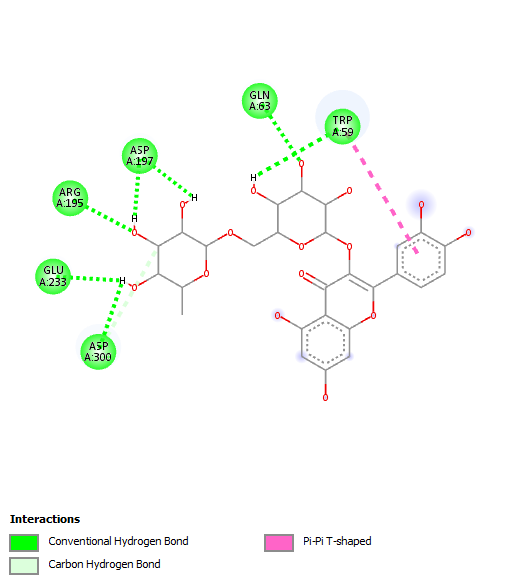 GLN
A:63
TRP
A:59
ASP
A:197
H
H
O
O
O
O
ARG
A:195
H
O
O
O
O
O
O
O
GLU
A:233
H
O
O
O
O
O
O
ASP
A:300
O
Interactions
Conventional Hydrogen Bond
Pi-Pi T-shaped
Carbon Hydrogen Bond